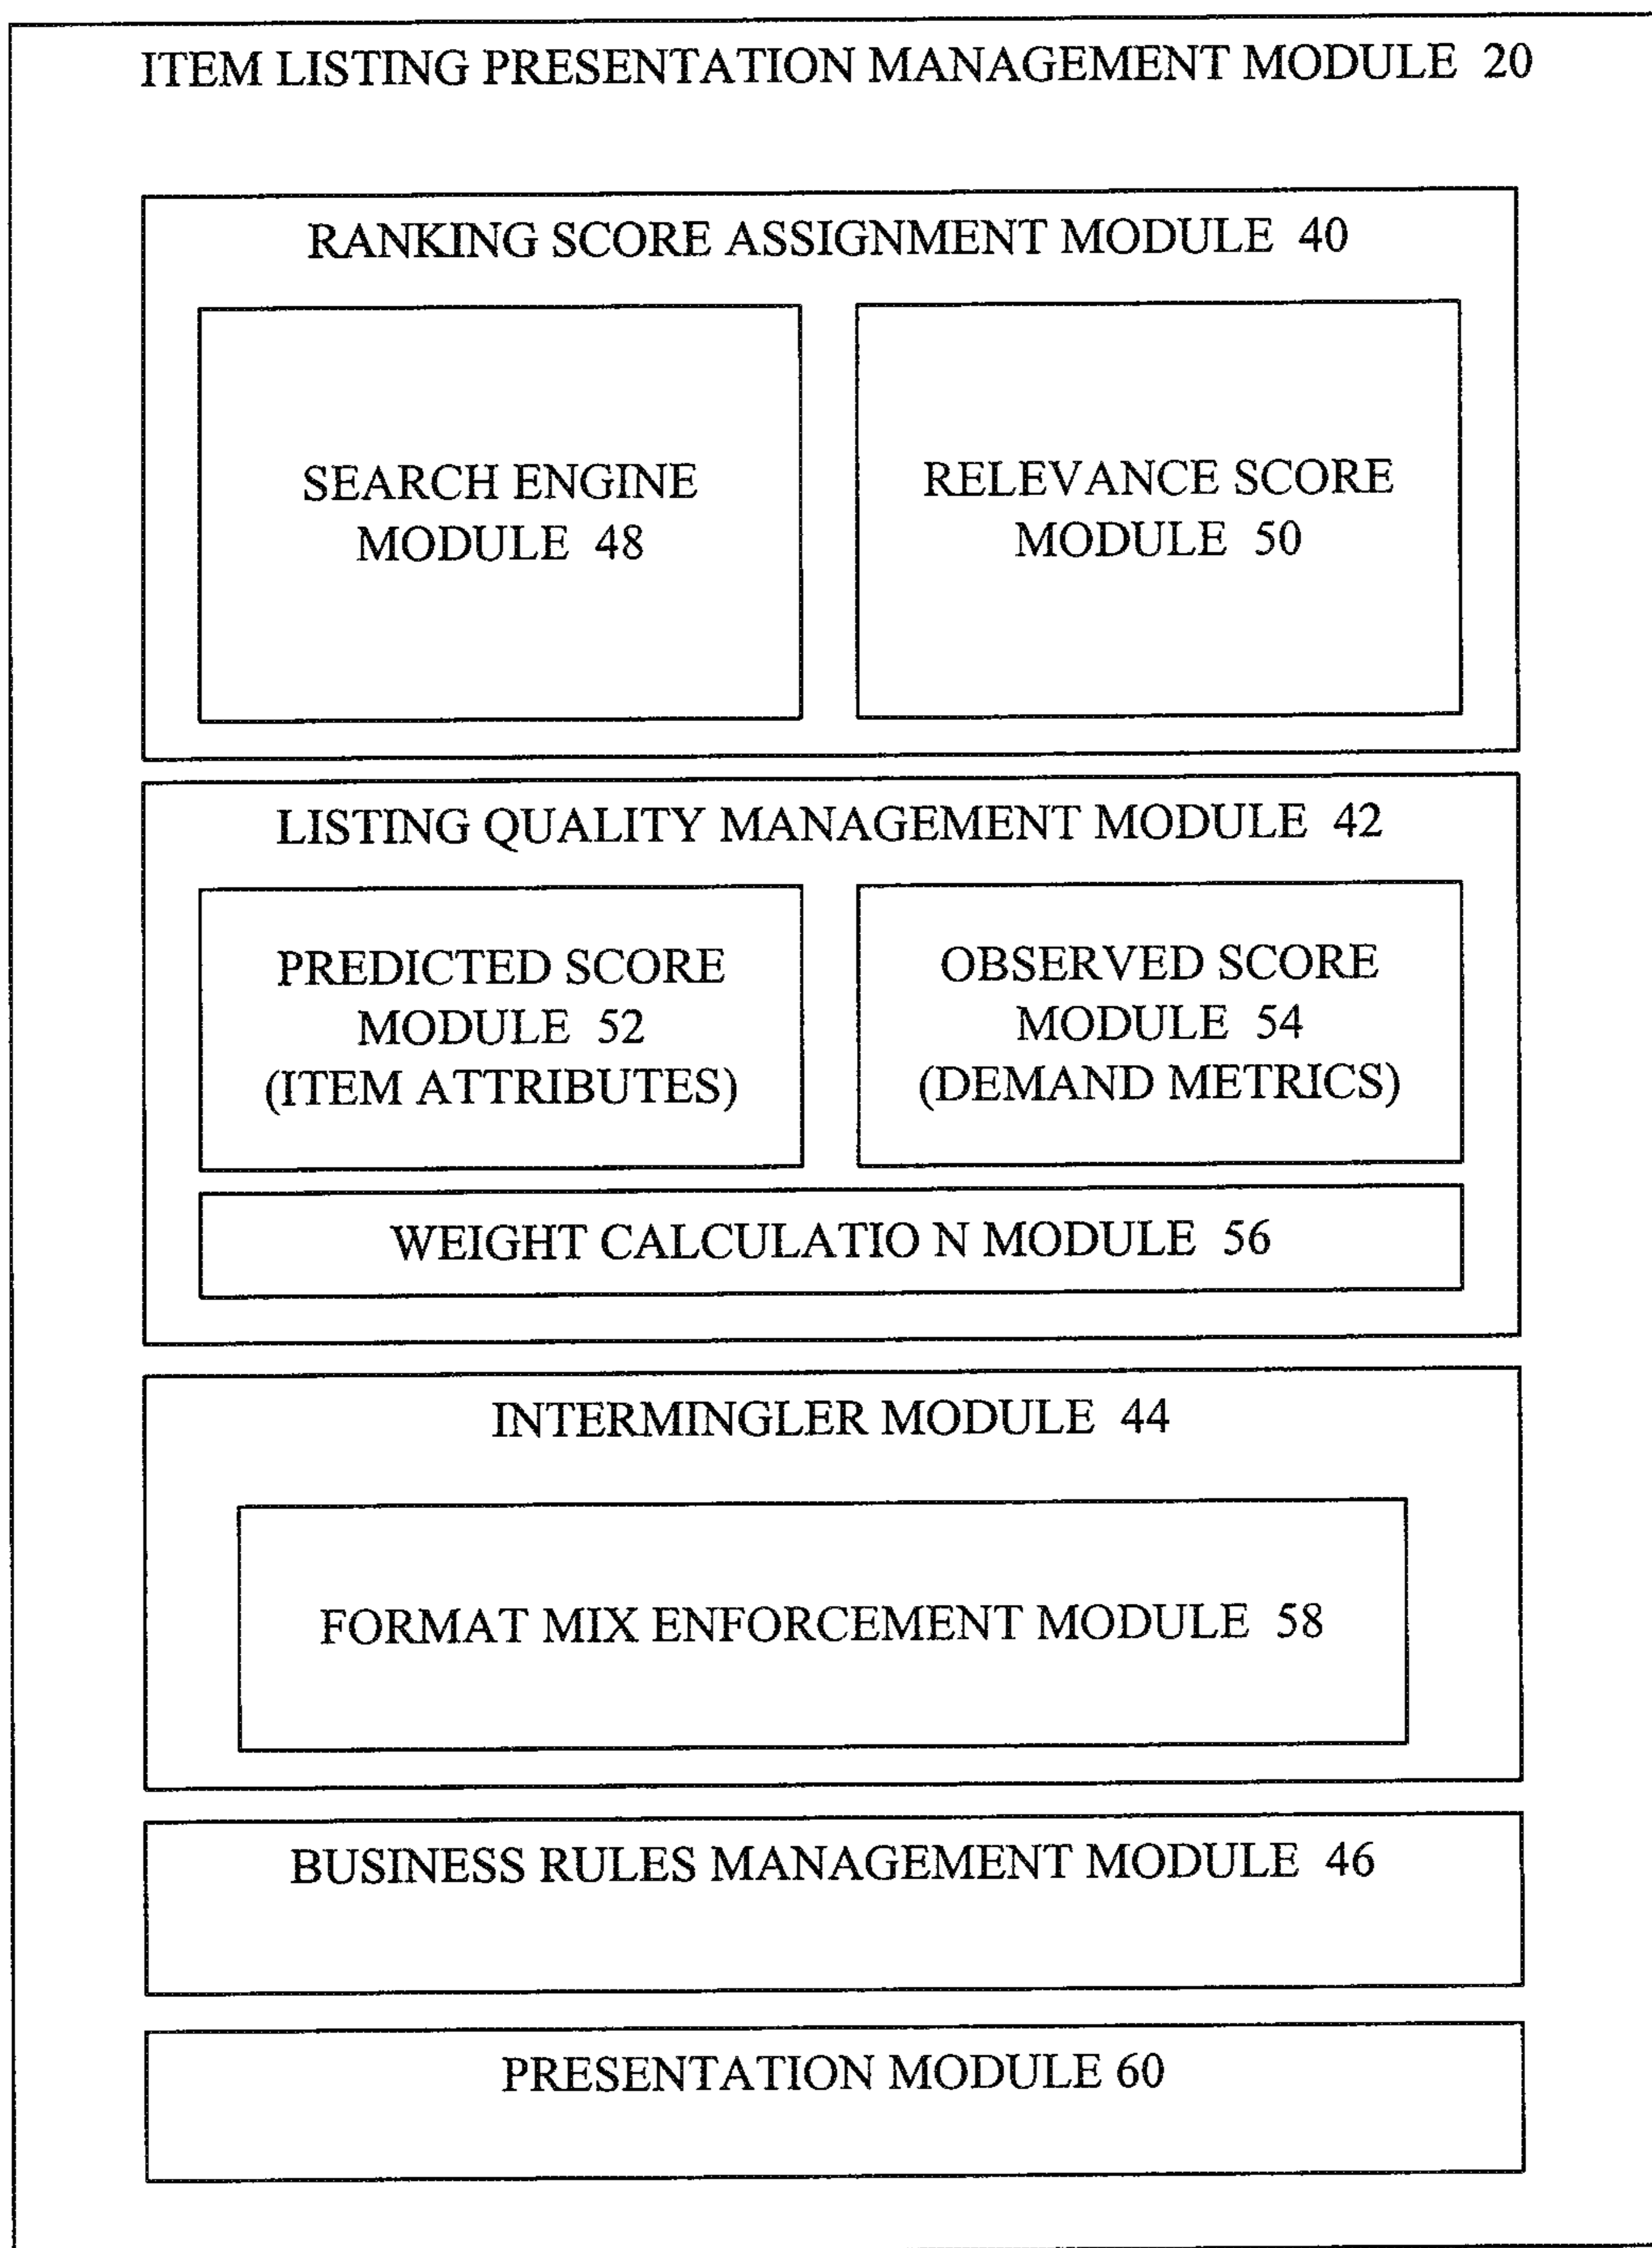 ITEM LISTING PRESENTATION MANAGEMENT MODULE 20
RANKING SCORE ASSIGNMENT MODULE 40
SEARCH ENGINE
MODULE 48
RELEVANCE SCORE
MODULE 50
LISTING QUALITY MANAGEMENT MODULE 42
PREDICTED SCORE
MODULE 52
(ITEM ATTRIBUTES)
OBSERVED SCORE
MODULE 54
(DEMAND METRICS)
WEIGHT CALCULATIO N MODULE 56
INTERMINGLER MODULE 44
FORMAT MIX ENFORCEMENT MODULE 58
BUSINESS RULES MANAGEMENT MODULE 46
PRESENTATION MODULE 60